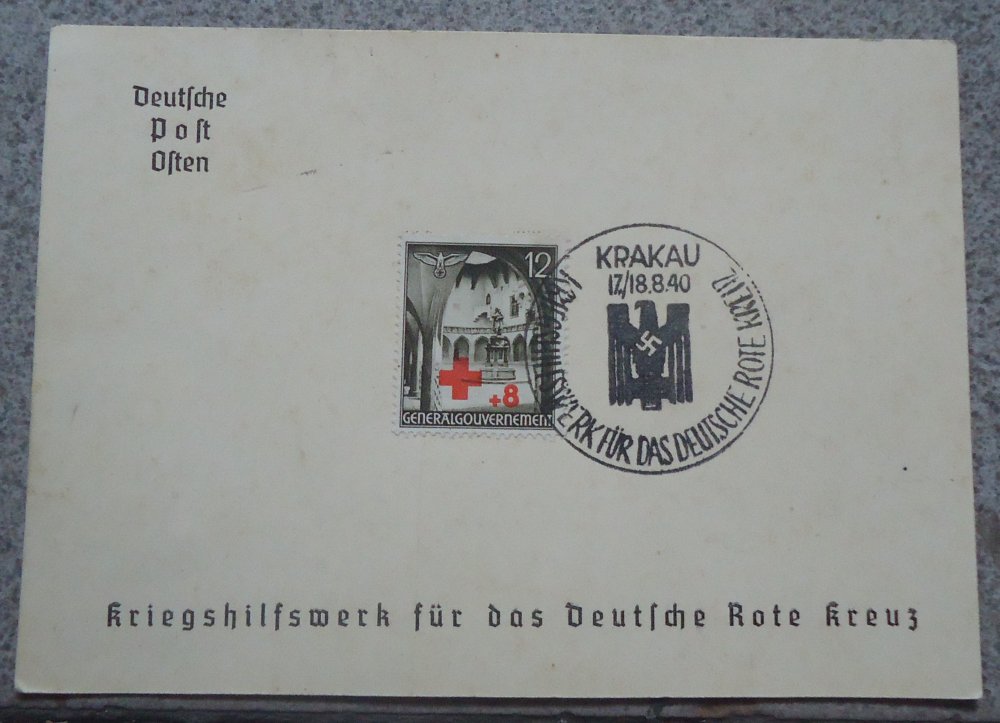 Deutſche
Poſt
Oſten
12
+8
GENERALGOUVERNEMENT
KRAKAU
17/18.8.40
KRIEGSHILFSWERK FÜR DAS DEUTSCHE ROTE KREUZ
Kriegshilfswerk für das Deutſche Rote Kreuz